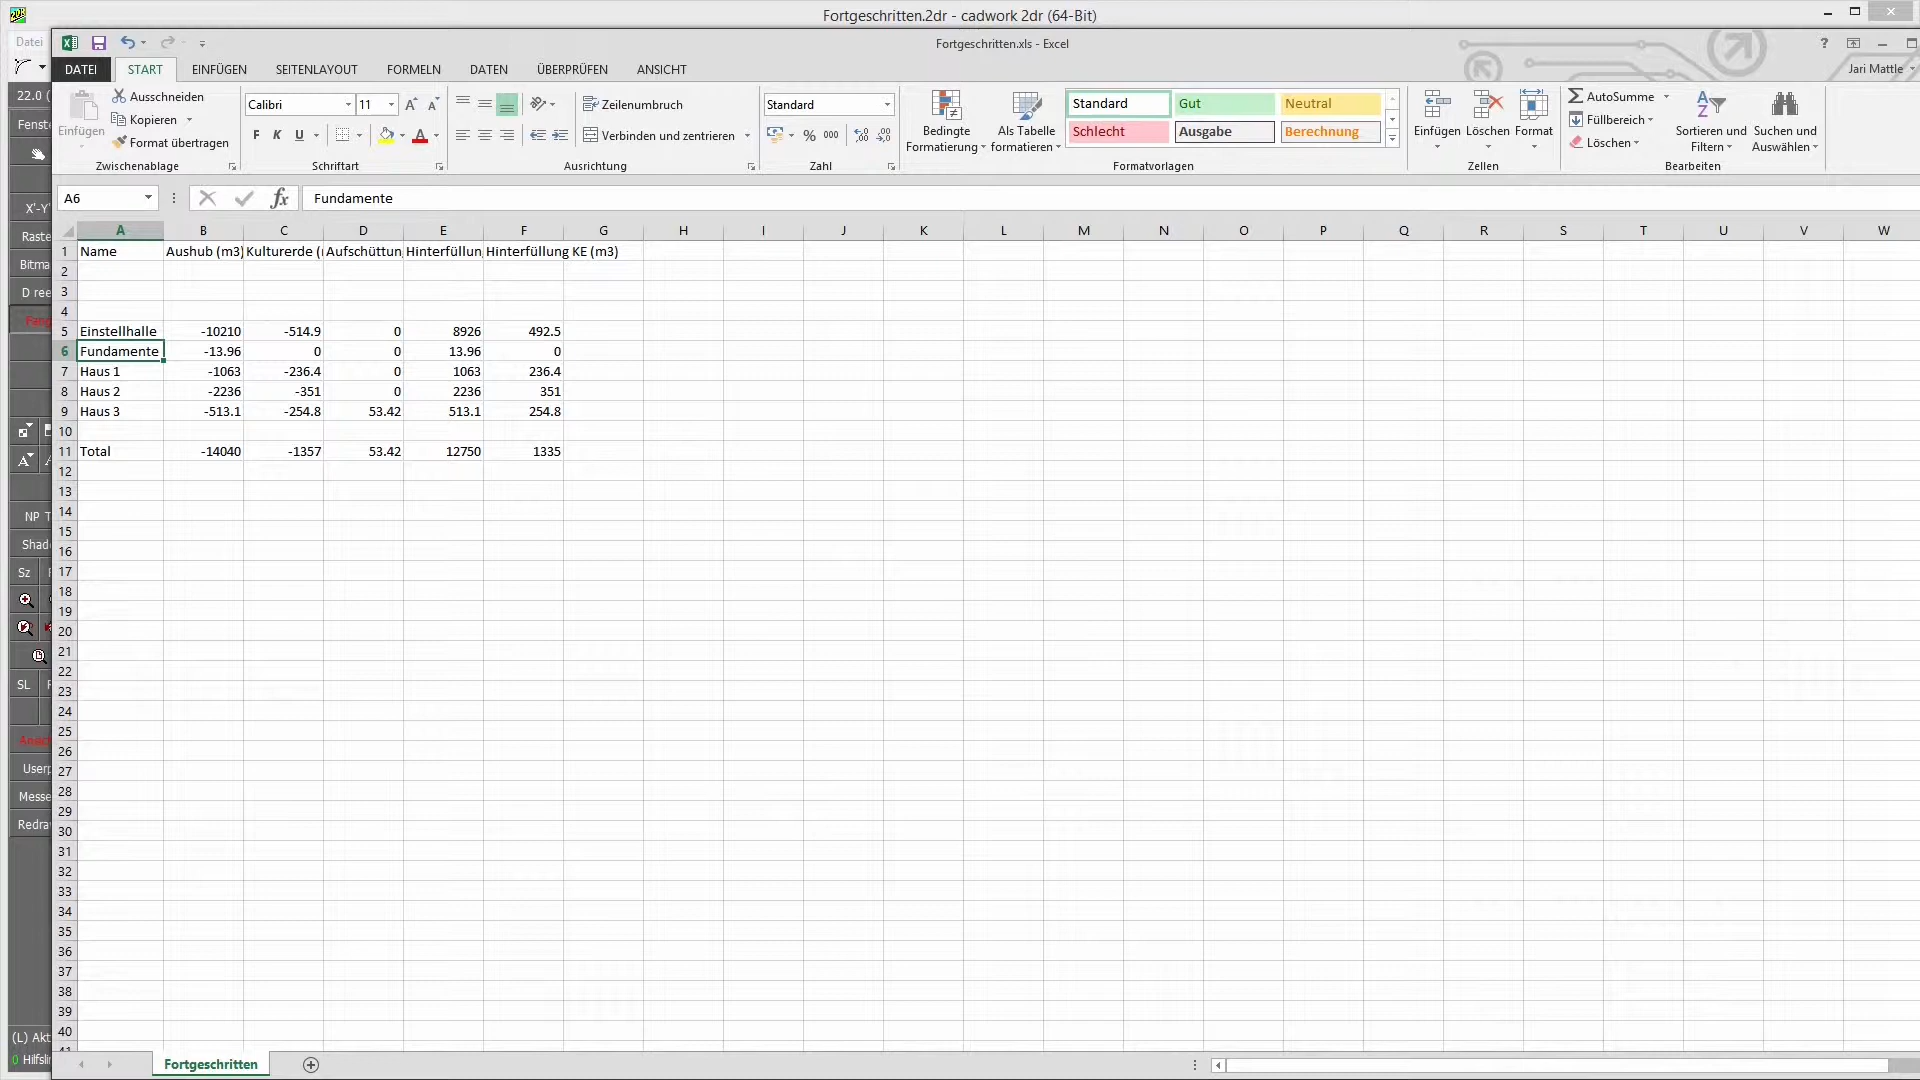 Fortgeschritten.2dr - cadwork 2dr (64-Bit)
Datei
Fortgeschritten.xls - Excel
DATEI START EINFÜGEN SEITENLAYOUT FORMELN DATEN ÜBERPRÜFEN ANSICHT Jari Mattle
Einfügen
Ausschneiden
Kopieren
Format übertragen
Zwischenablage
Calibri 11
F K U
Schriftart
Zeilenumbruch
Verbinden und zentrieren
Ausrichtung
Standard
% 000
Zahl
Bedingte Formatierung
Als Tabelle formatieren
Standard Gut Neutral
Schlecht Ausgabe Berechnung
Formatvorlagen
Einfügen Löschen Format
Zellen
AutoSumme
Füllbereich
Löschen
Sortieren und Filtern
Suchen und Auswählen
Bearbeiten
22.0 (
Fenste
X'-Y'
Raste
Bitma
D ree
NP T
Shad
Sz
SL
Userp
Messe
Redra
(L) Akt
0 Hilfsli
A6 fx Fundamente
A B C D E F G H I J K L M N O P Q R S T U V W
1 Name Aushub (m3) Kulturerde ( Aufschüttun Hinterfüllun Hinterfüllung KE (m3)
2
3
4
5 Einstellhalle -10210 -514.9 0 8926 492.5
6 Fundamente -13.96 0 0 13.96 0
7 Haus 1 -1063 -236.4 0 1063 236.4
8 Haus 2 -2236 -351 0 2236 351
9 Haus 3 -513.1 -254.8 53.42 513.1 254.8
10
11 Total -14040 -1357 53.42 12750 1335
12
13
14
15
16
17
18
19
20
21
22
23
24
25
26
27
28
29
30
31
32
33
34
35
36
37
38
39
40
41
Fortgeschritten